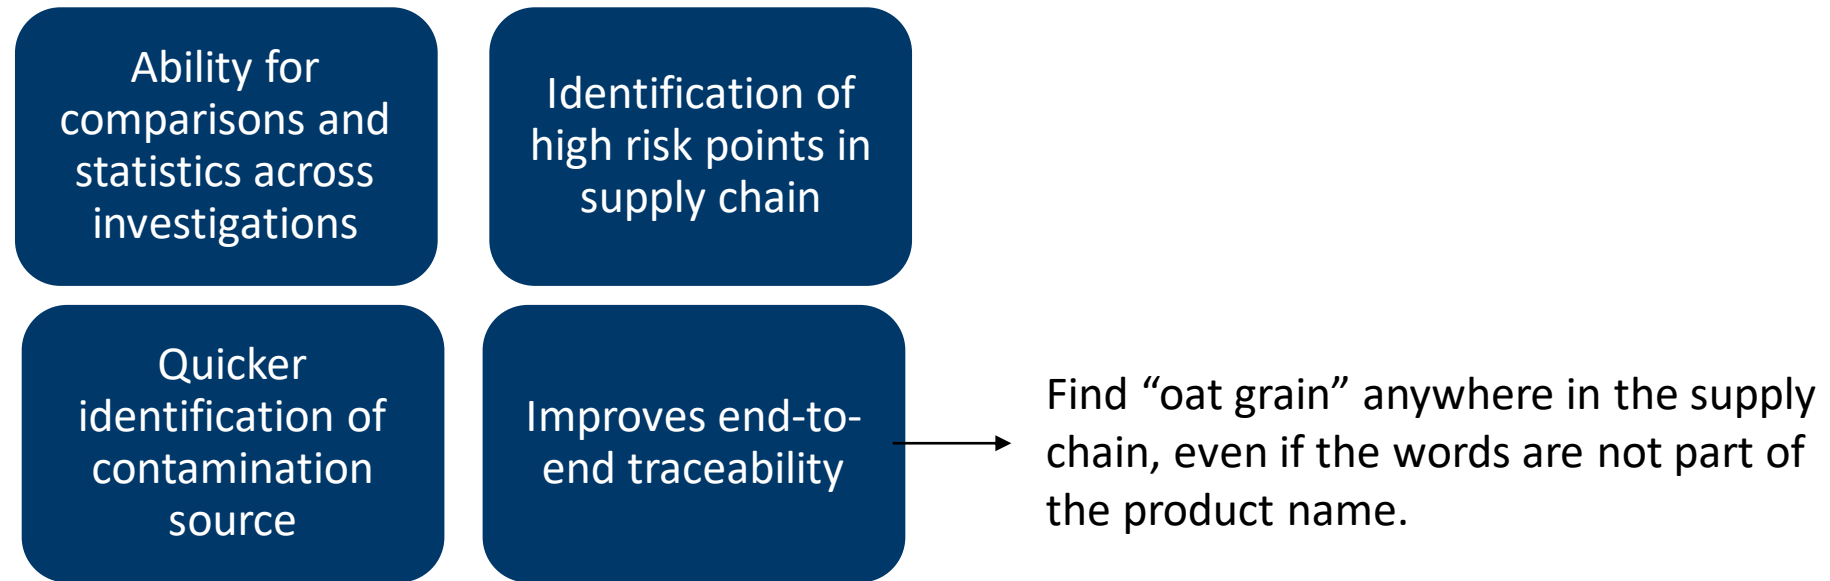 Ability for
comparisons and
statistics across
investigations
Identification of
high risk points in
supply chain
Quicker
identification of
contamination
source
Improves end-to-
end traceability
Find “oat grain” anywhere in the supply
chain, even if the words are not part of
the product name.